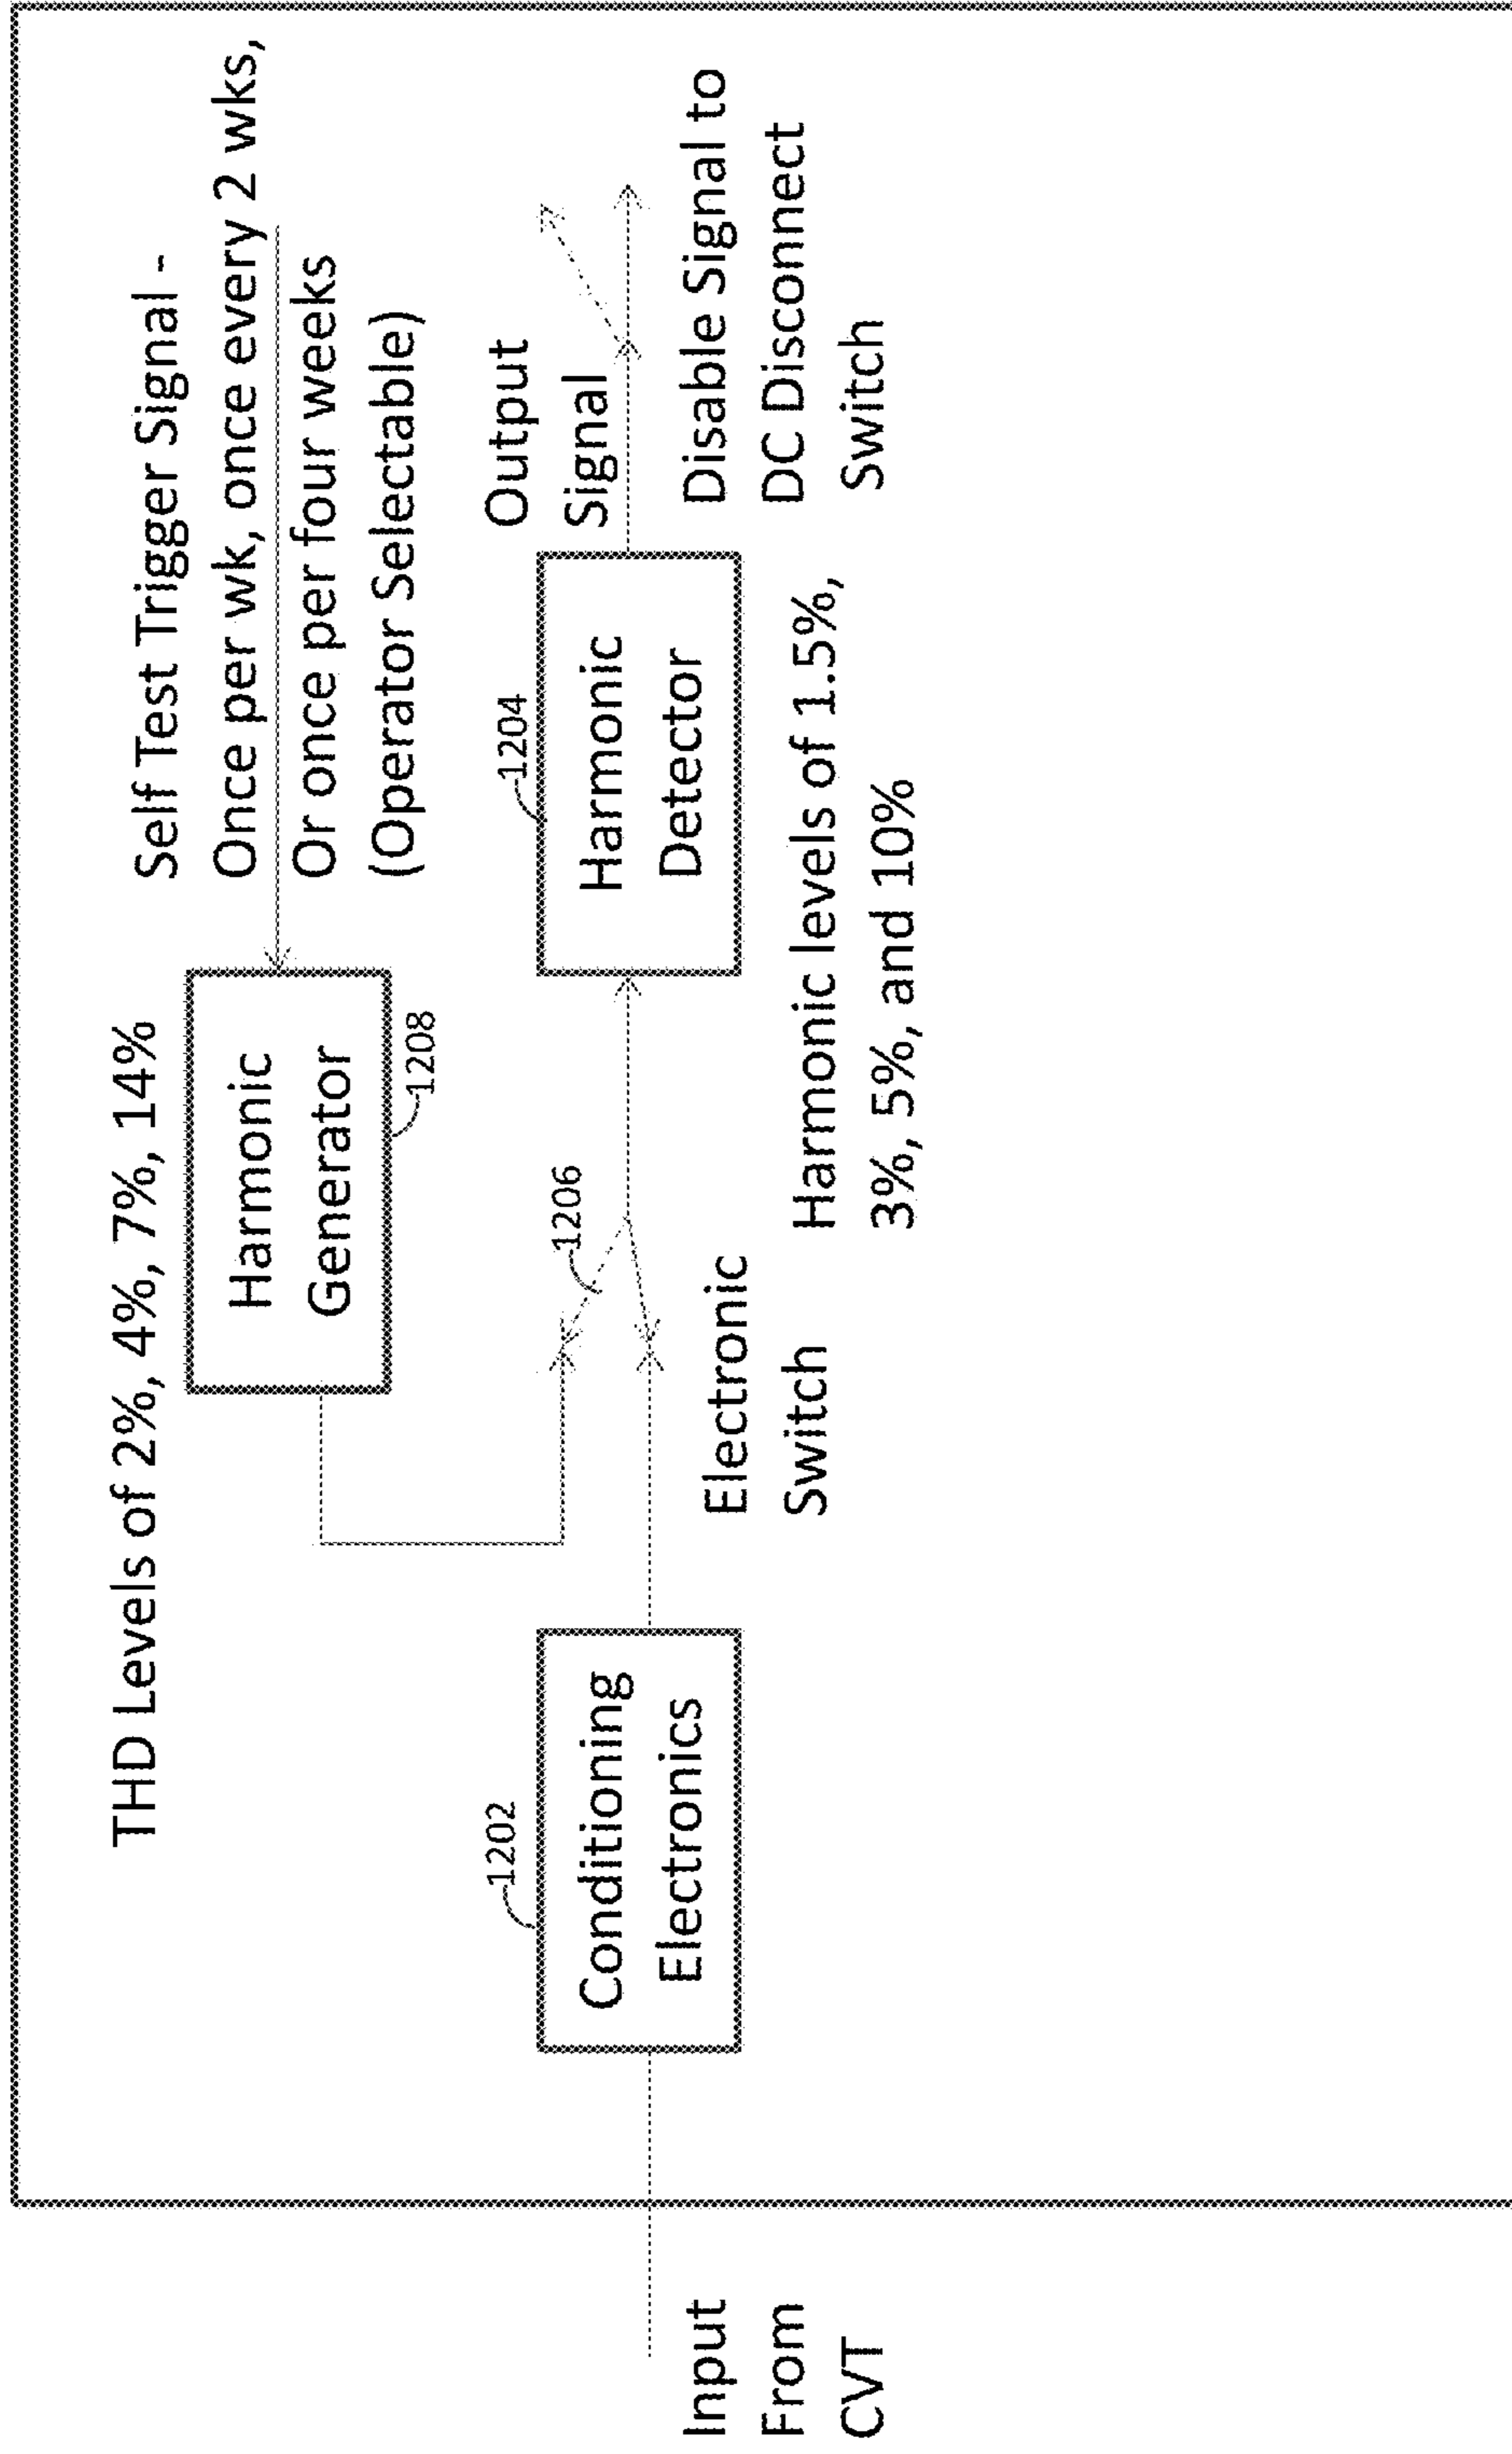 THD Levels of 2%, 4%, 7%, 14%
Self Test Trigger Signal -
Once per wk, once every 2 wks,
Or once per four weeks
(Operator Selectable)
Harmonic
Generator
1208
1202
Conditioning
Electronics
1206
Electronic
Switch
1204
Harmonic
Detector
Harmonic levels of 1.5%,
3%, 5%, and 10%
Output
Signal
Disable Signal to
DC Disconnect
Switch
Input
From
CVT